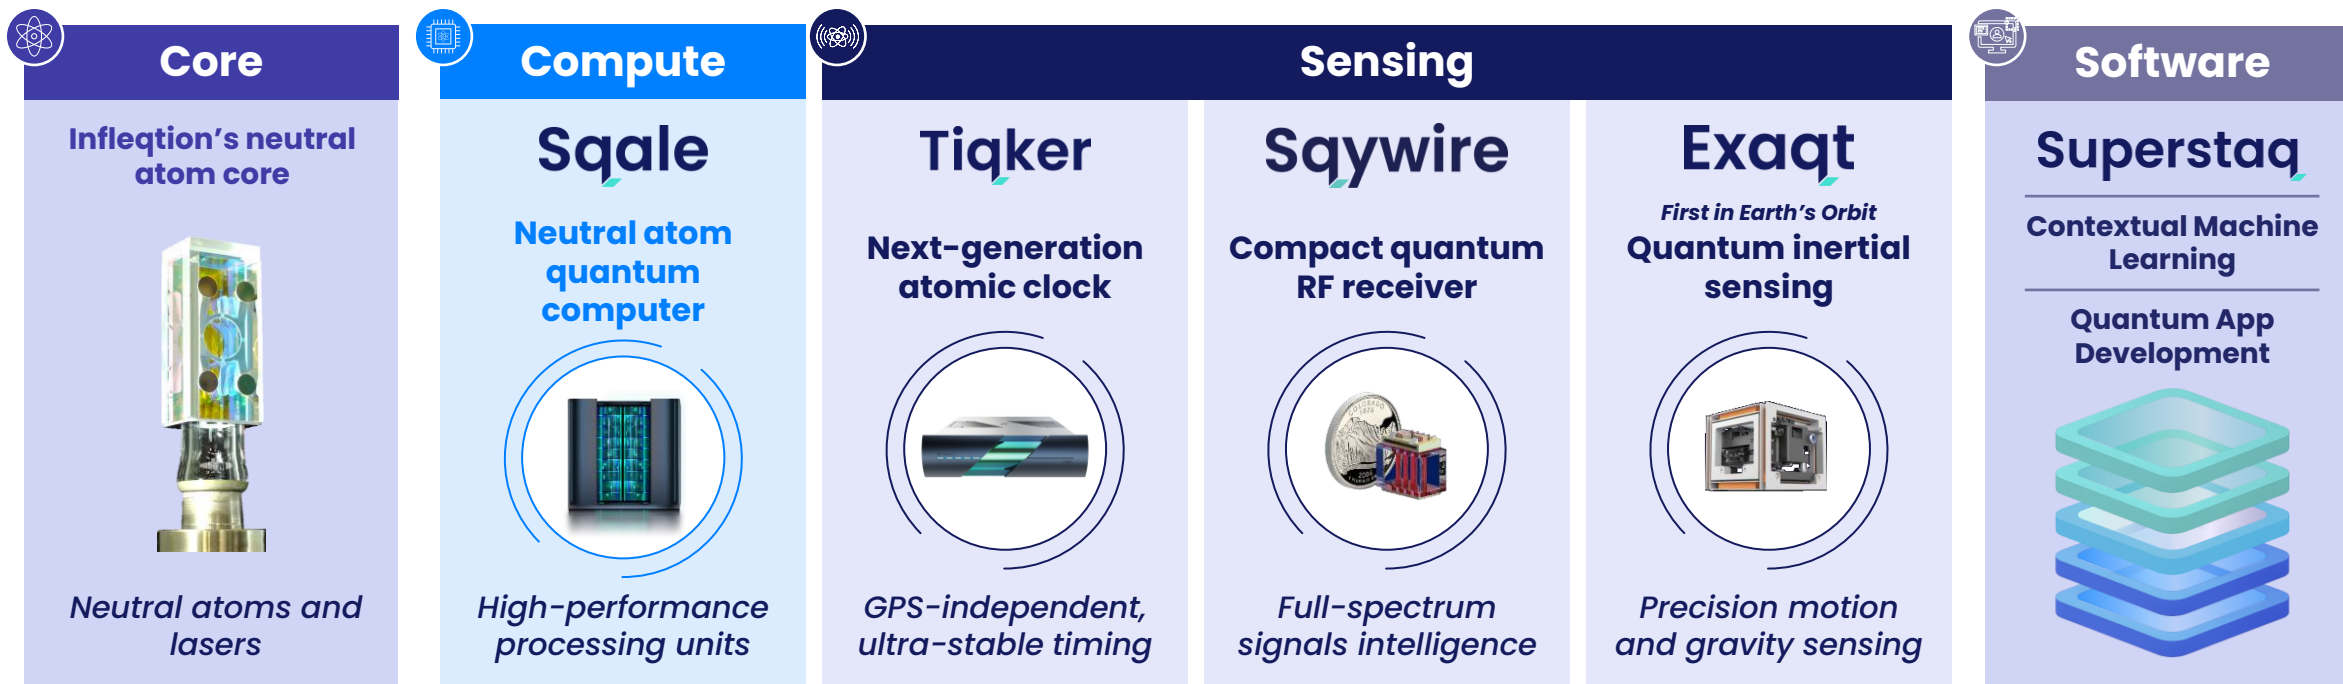 Core
Infleqtion's neutral
atom core
Neutral atoms and
lasers
Compute
Sqale
Neutral atom
quantum
computer
High-performance
processing units
Sensing
Tiqker
Next-generation
atomic clock
GPS-independent,
ultra-stable timing
Sqywire
Compact quantum
RF receiver
COLORADO
1876
Full-spectrum
signals intelligence
Exaqt
First in Earth's Orbit
Quantum inertial
sensing
Precision motion
and gravity sensing
Software
Superstaq
Contextual Machine
Learning
Quantum App
Development